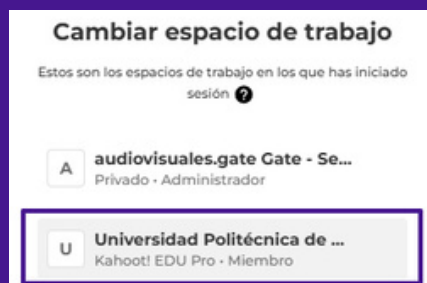 Cambiar espacio de trabajo
Estos son los espacios de trabajo en los que has iniciado
sesión ?
A
audiovisuales.gate Gate - Se...
Privado • Administrador
U
Universidad Politécnica de ...
Kahoot! EDU Pro • Miembro